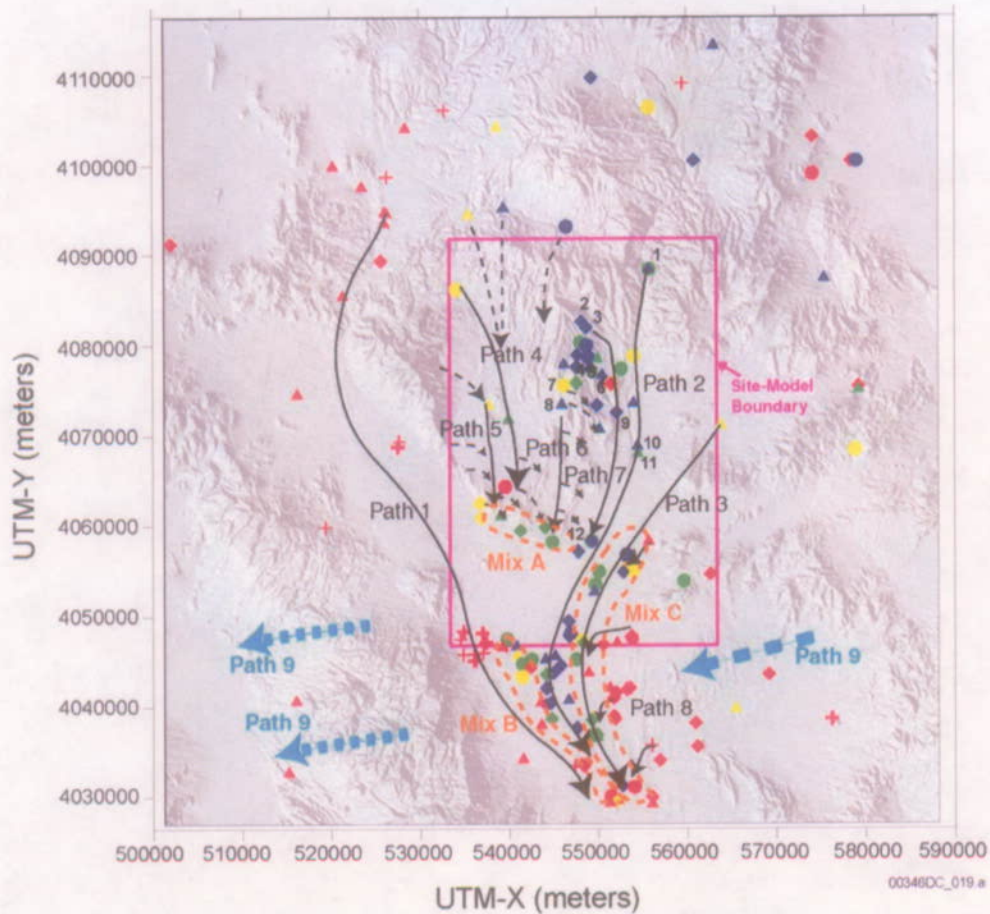 4110000
4100000
4090000
4080000
4070000
4060000
4050000
4040000
4030000
UTM-Y (meters)
1
2
3
Path 4
Path 2
Site-Model
Boundary
7
6
8
9
Path 5
10
Path 6
11
Path 7
Path 1
Path 3
12
Mix A
Mix C
Path 9
Path 9
Path 9
Mix B
Path 8
500000 510000 520000 530000 540000 550000 560000 570000 580000 590000
UTM-X (meters)
00346DC_019.a